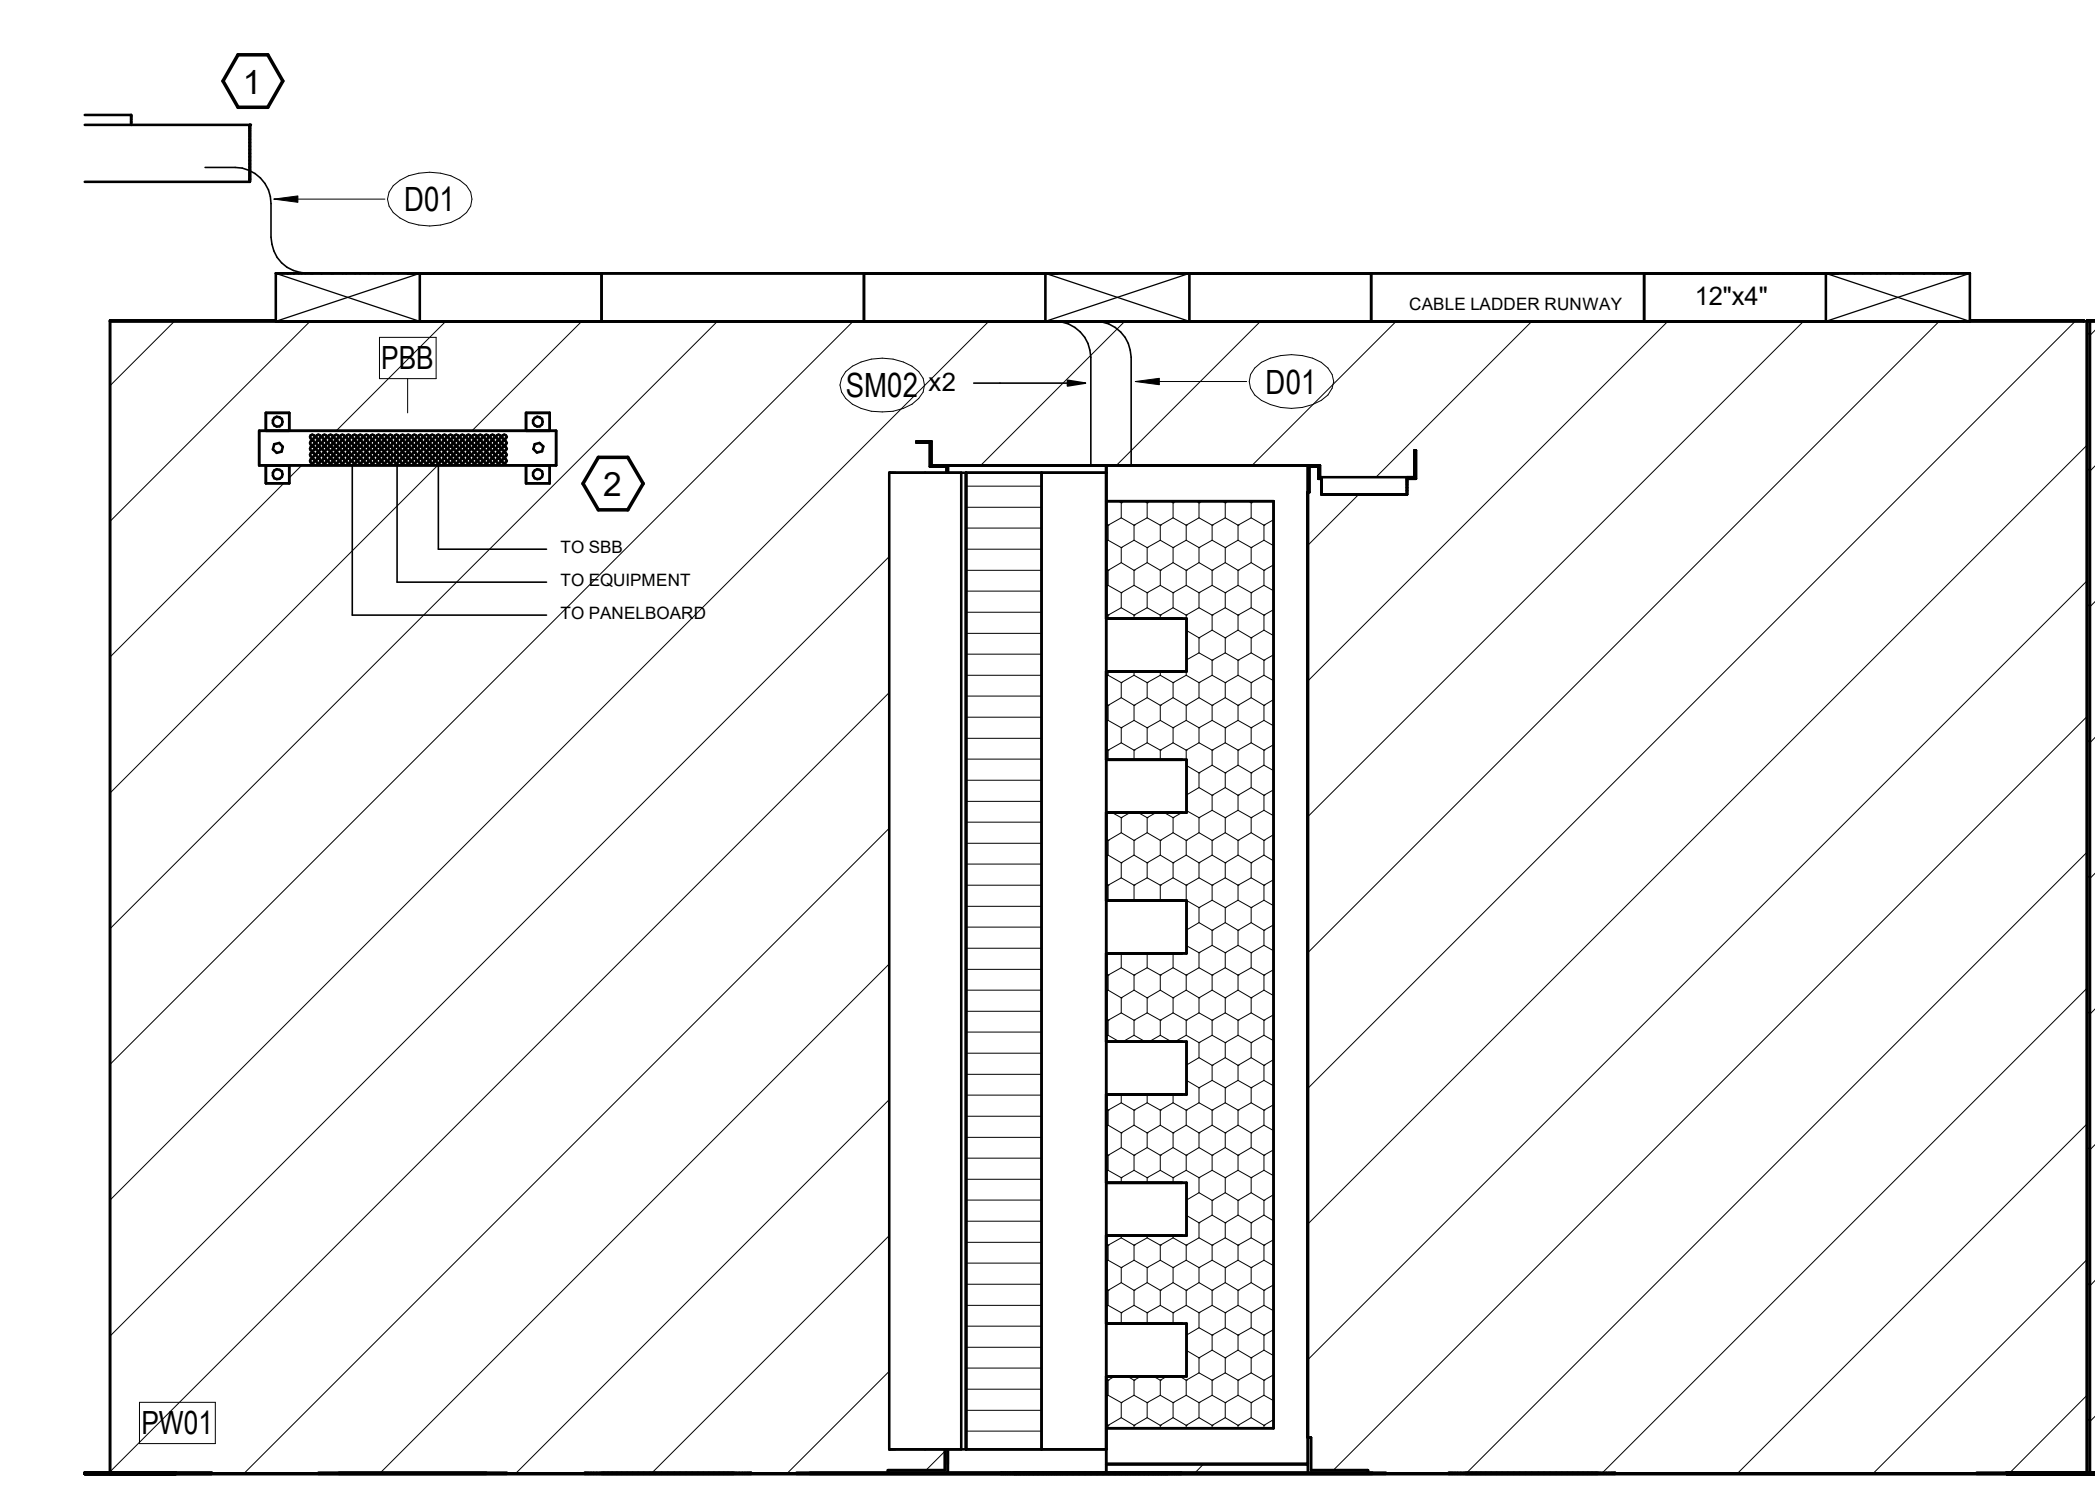 1
D01
CABLE LADDER RUNWAY
12"x4"
PBB
SM02 x2
D01
2
TO SBB
TO EQUIPMENT
TO PANELBOARD
PW01